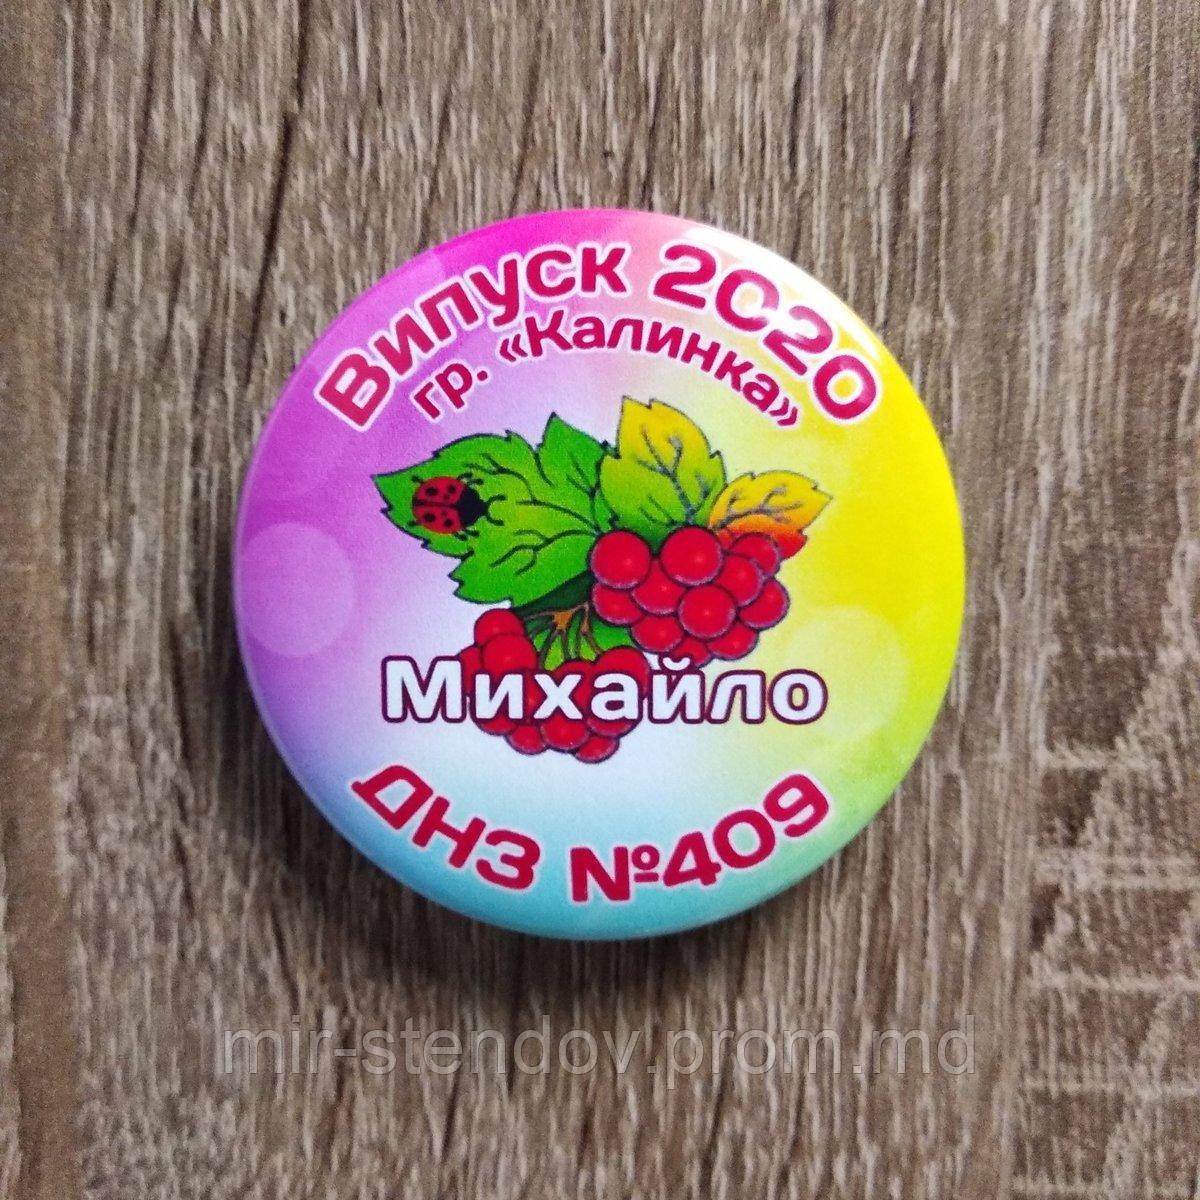 Випуск 2020
гр. «Калинка»
Михайло
ДНЗ №409
mir-stendov.prom.md